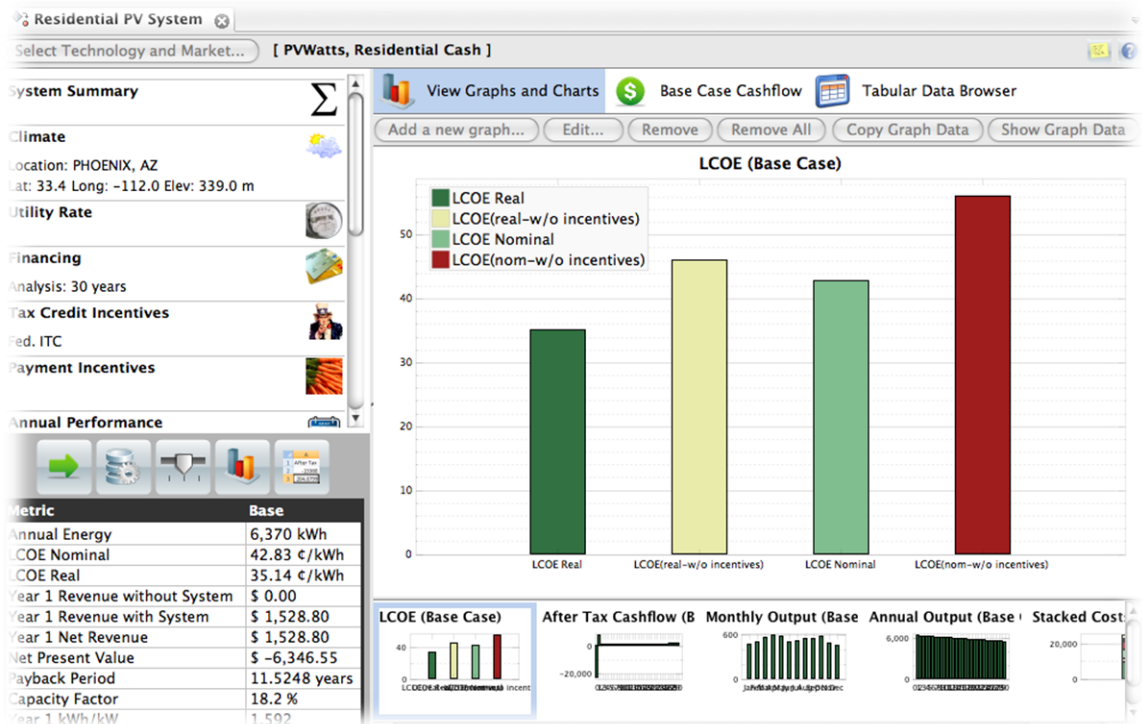 Residential PV System
Select Technology and Market...
[ PVWatts, Residential Cash ]
System Summary
Σ
Climate
Location: PHOENIX, AZ
Lat: 33.4 Long: -112.0 Elev: 339.0 m
Utility Rate
Financing
Analysis: 30 years
Tax Credit Incentives
Fed. ITC
Payment Incentives
Annual Performance
After Tax
Metric Base
Annual Energy 6,370 kWh
LCOE Nominal 42.83 ¢/kWh
LCOE Real 35.14 ¢/kWh
Year 1 Revenue without System $ 0.00
Year 1 Revenue with System $ 1,528.80
Year 1 Net Revenue $ 1,528.80
Net Present Value $ -6,346.55
Payback Period 11.5248 years
Capacity Factor 18.2 %
Year 1 kWh/kW 1,592
View Graphs and Charts
$
Base Case Cashflow
Tabular Data Browser
Add a new graph...
Edit...
Remove
Remove All
Copy Graph Data
Show Graph Data
LCOE (Base Case)
LCOE Real
LCOE(real-w/o incentives)
LCOE Nominal
LCOE(nom-w/o incentives)
50
40
30
20
10
0
LCOE Real
LCOE(real-w/o incentives)
LCOE Nominal
LCOE(nom-w/o incentives)
LCOE (Base Case)
40
0
After Tax Cashflow (B
0
-20,000
Monthly Output (Base
600
0
Annual Output (Base
6,000
0
Stacked Cost
20,000
0